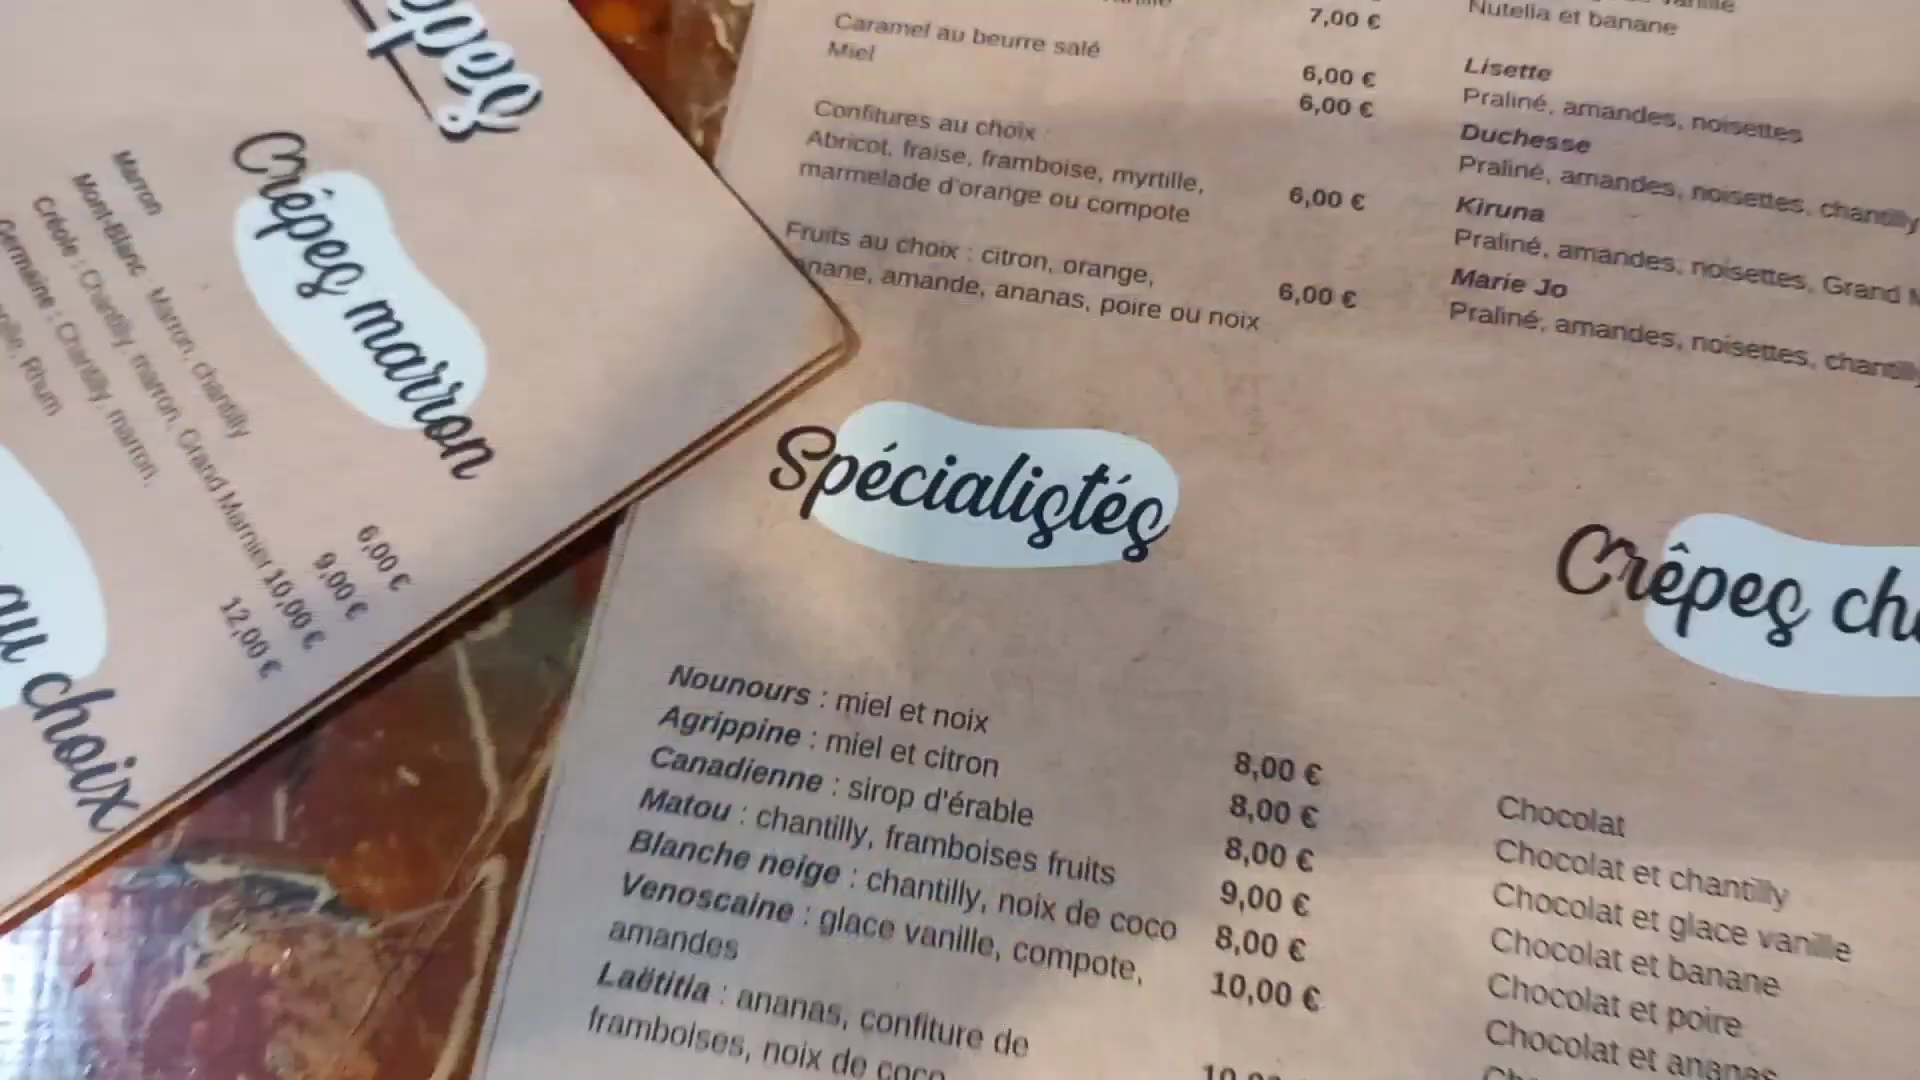 Crêpes marron
Marron
6,00 €
Mont-Blanc : Marron, chantilly
9,00 €
Créole : Chantilly, marron, Grand Marnier 10,00 €
Germaine : Chantilly, marron,
12,00 €
Rhum
au choix
7,00 €
Caramel au beurre salé
6,00 €
Miel
6,00 €
Confitures au choix :
Abricot, fraise, framboise, myrtille,
marmelade d'orange ou compote
6,00 €
Fruits au choix : citron, orange,
amande, ananas, poire ou noix
6,00 €
Nutella et banane
Lisette
Praliné, amandes, noisettes
Duchesse
Praliné, amandes, noisettes, chantilly
Kiruna
Praliné, amandes, noisettes, Grand
Marie Jo
Praliné, amandes, noisettes, chantilly
Spécialistés
Nounours : miel et noix
8,00 €
Agrippine : miel et citron
8,00 €
Canadienne : sirop d'érable
8,00 €
Matou : chantilly, framboises fruits
9,00 €
Blanche neige : chantilly, noix de coco
8,00 €
Venoscaine : glace vanille, compote,
amandes
10,00 €
Laëtitia : ananas, confiture de
framboises, noix de coco
Crêpes
Chocolat
Chocolat et chantilly
Chocolat et glace vanille
Chocolat et banane
Chocolat et poire
Chocolat et ananas